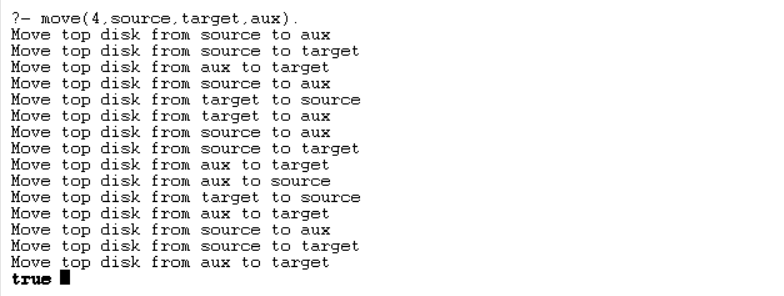 ?- move(4,source,target,aux).
Move top disk from source to aux
Move top disk from source to target
Move top disk from aux to target
Move top disk from source to aux
Move top disk from target to source
Move top disk from target to aux
Move top disk from source to aux
Move top disk from source to target
Move top disk from aux to target
Move top disk from aux to source
Move top disk from target to source
Move top disk from aux to target
Move top disk from source to aux
Move top disk from source to target
Move top disk from aux to target
true